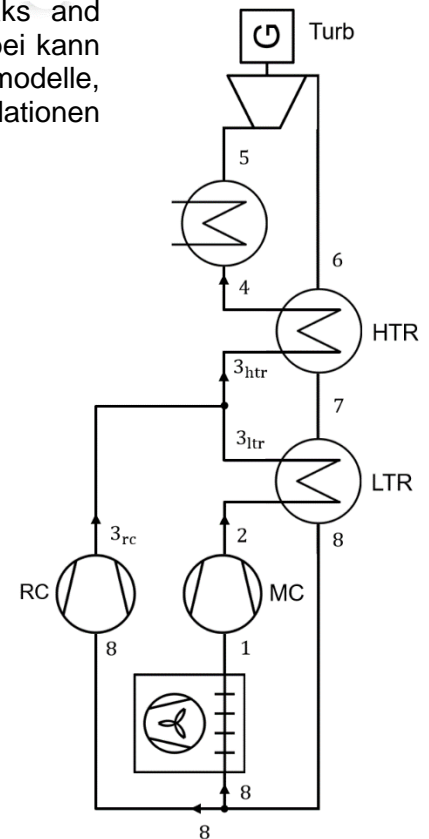 ks and
ei kann
modelle,
lationen
G
Turb
5
6
4
HTR
3htr
7
3ltr
LTR
3rc
2
8
RC
MC
8
1
8
8